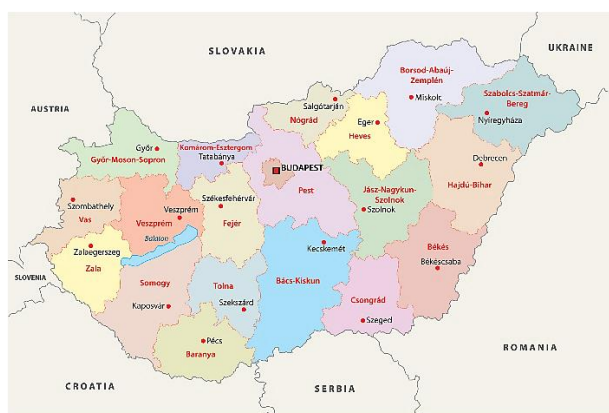 SLOVAKIA
UKRAINE
AUSTRIA
Borsod-Abaúj-
Zemplén
Miskolc
Szabolcs-Szatmár-
Bereg
Nyíregyháza
Salgótarján
Nógrád
Eger
Heves
Győr
Győr-Moson-Sopron
Komárom-Esztergom
Tatabánya
BUDAPEST
Pest
Debrecen
Hajdú-Bihar
Jász-Nagykun-
Szolnok
Szolnok
Szombathely
Vas
Veszprém
Veszprém
Székesfehérvár
Fejér
Balaton
Zalaegerszeg
Zala
Kecskemét
Békés
Békéscsaba
SLOVENIA
Somogy
Kaposvár
Tolna
Szekszárd
Bács-Kiskun
Csongrád
Szeged
Pécs
Baranya
ROMANIA
CROATIA
SERBIA